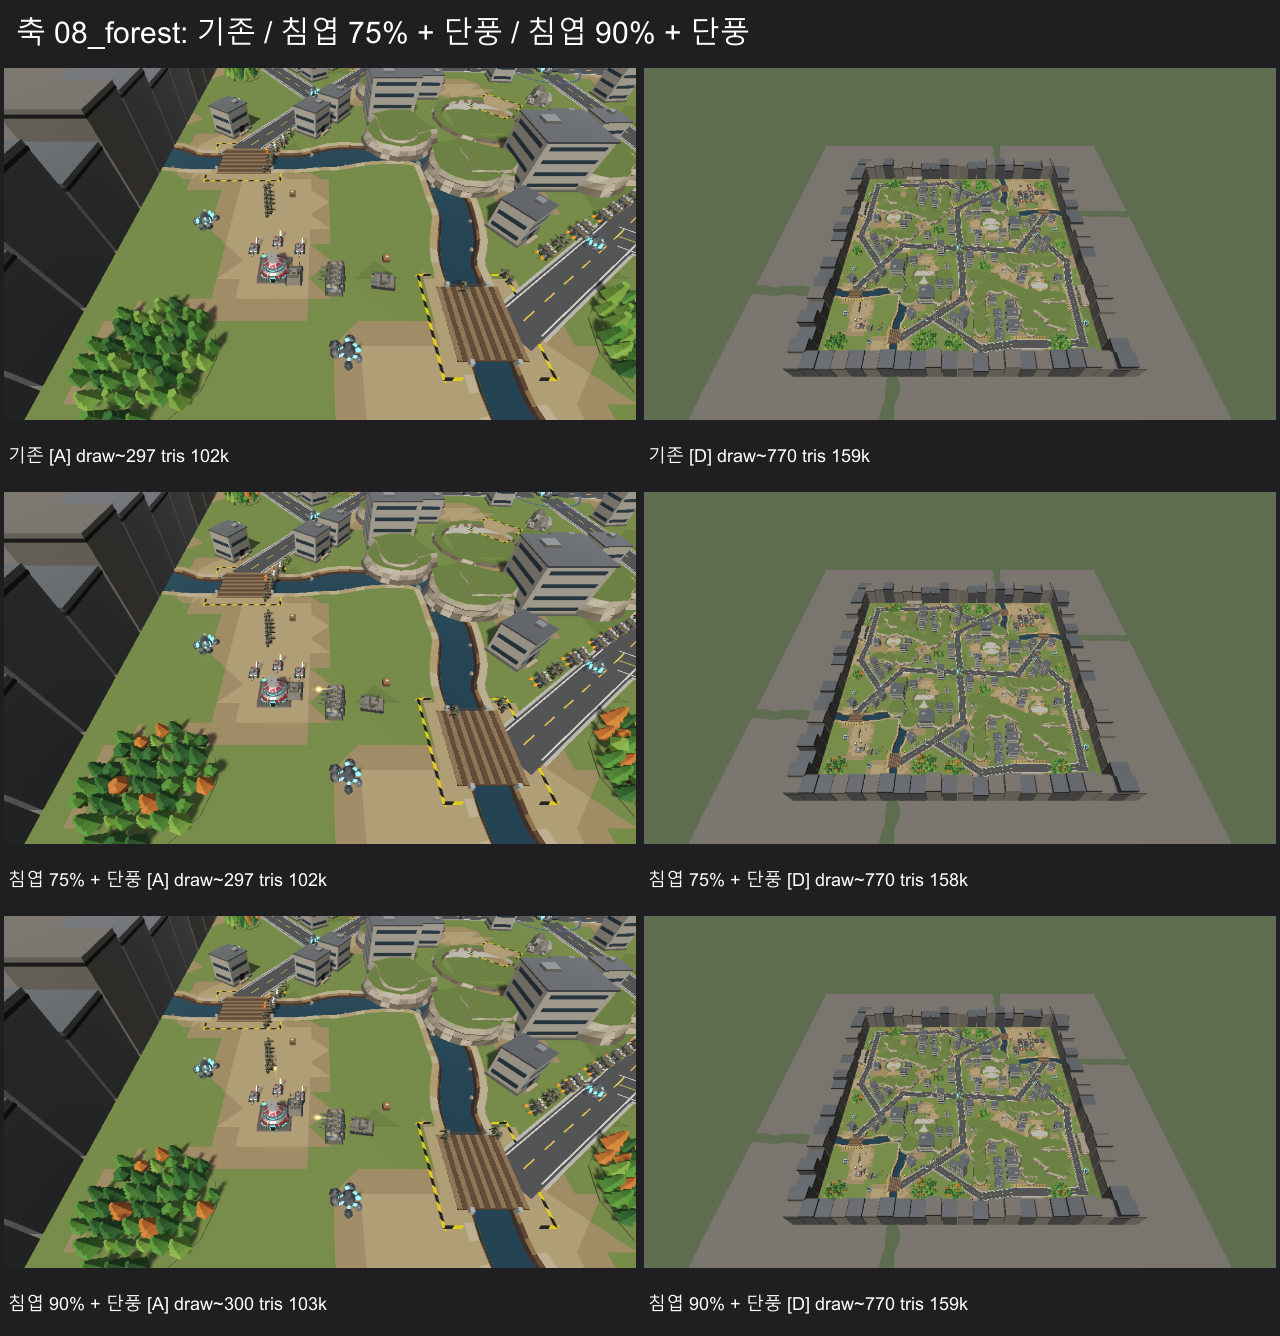 축 08_forest: 기존 / 침엽 75% + 단풍 / 침엽 90% + 단풍
기존 [A] draw~297 tris 102k
기존 [D] draw~770 tris 159k
침엽 75% + 단풍 [A] draw~297 tris 102k
침엽 75% + 단풍 [D] draw~770 tris 158k
침엽 90% + 단풍 [A] draw~300 tris 103k
침엽 90% + 단풍 [D] draw~770 tris 159k